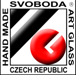 SVOBODA
HAND MADE
ART GLASS
CZECH REPUBLIC